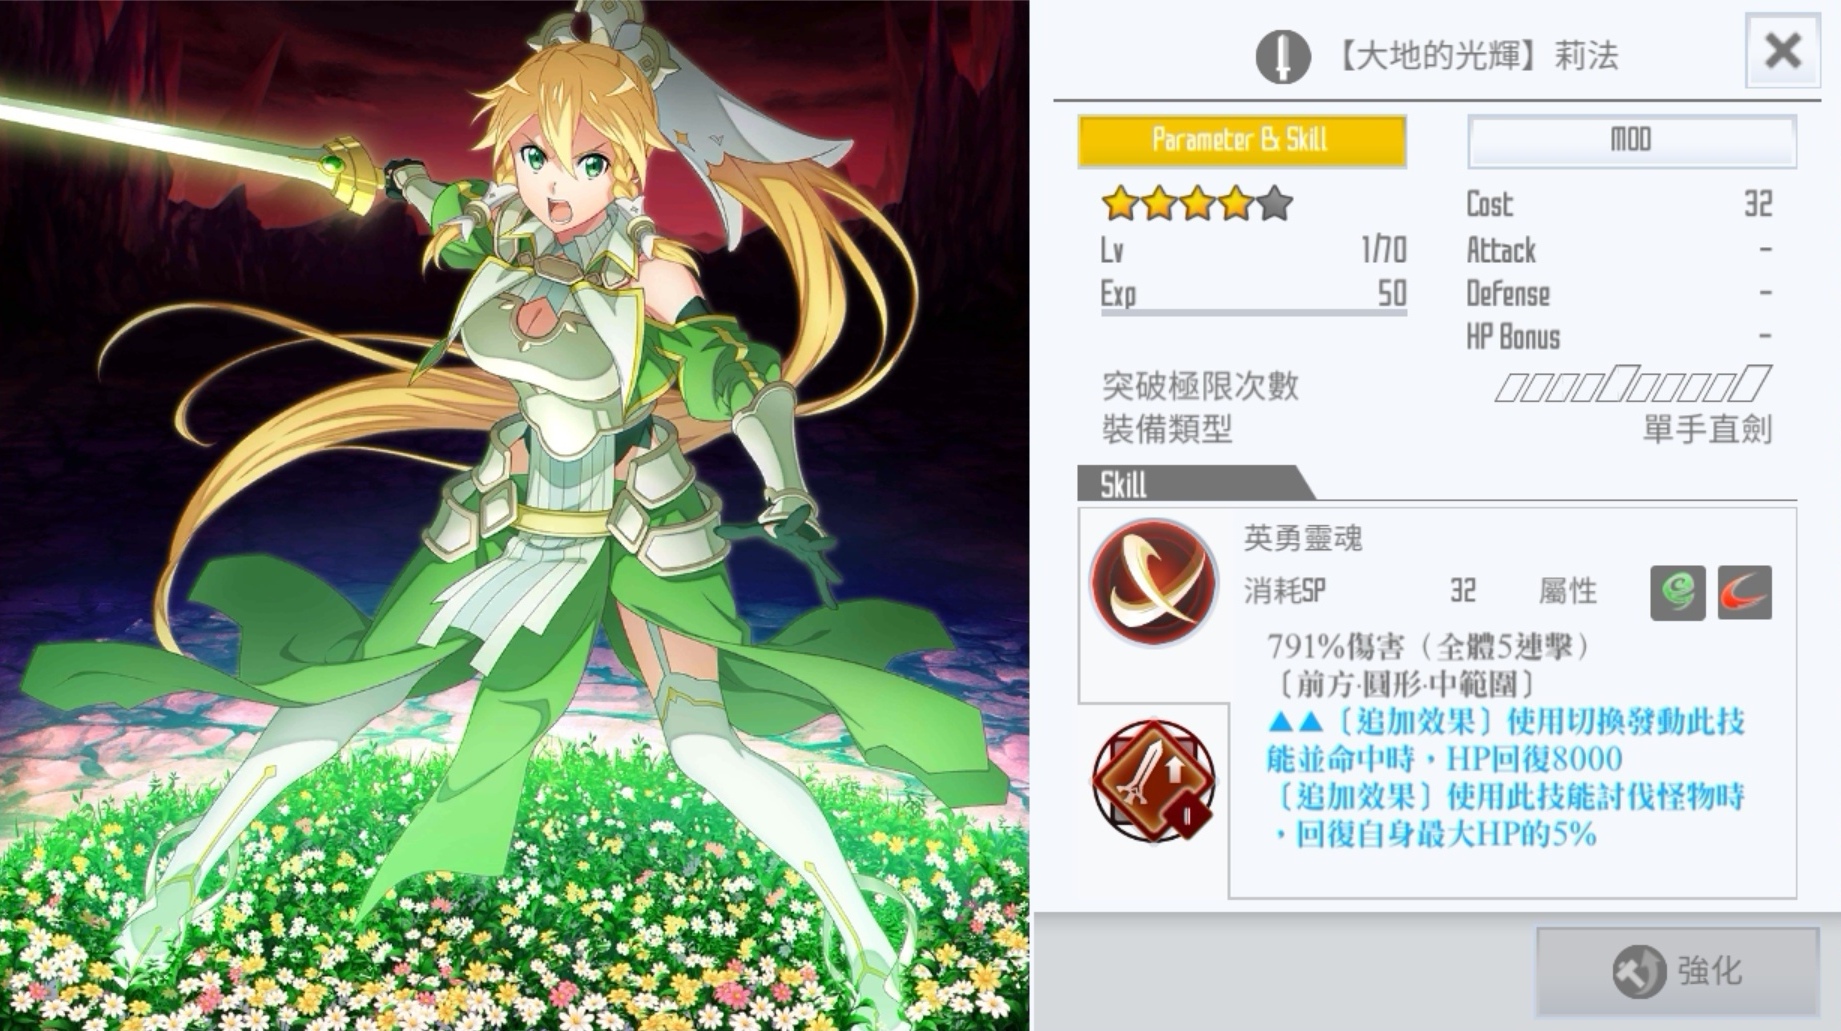 【大地的光輝】莉法
Parameter & Skill
MOD
Lv 1/70
Exp 50
Cost 32
Attack -
Defense -
HP Bonus -
突破極限次數
裝備類型 單手直劍
Skill
英勇靈魂
消耗SP 32 屬性
791%傷害（全體5連擊）
〔前方·圓形·中範圍〕
▲▲〔追加效果〕使用切換發動此技
能並命中時，HP回復8000
〔追加效果〕使用此技能討伐怪物時
，回復自身最大HP的5%
II
強化